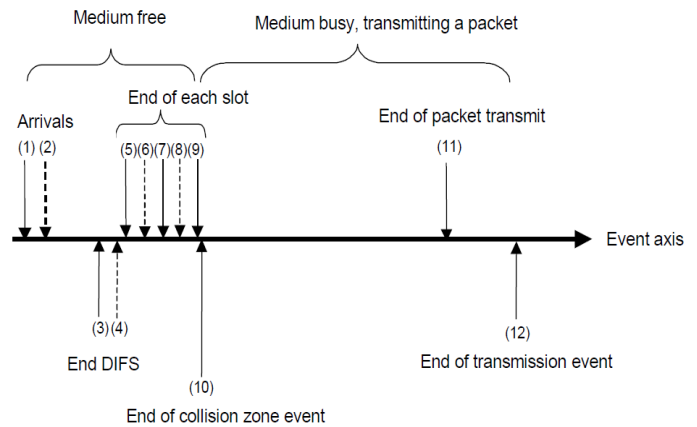 Medium free
Medium busy, transmitting a packet
End of each slot
Arrivals
End of packet transmit
(1) (2)
(5)(6)(7)(8)(9)
(11)
Event axis
(3)(4)
(12)
End DIFS
End of transmission event
(10)
End of collision zone event